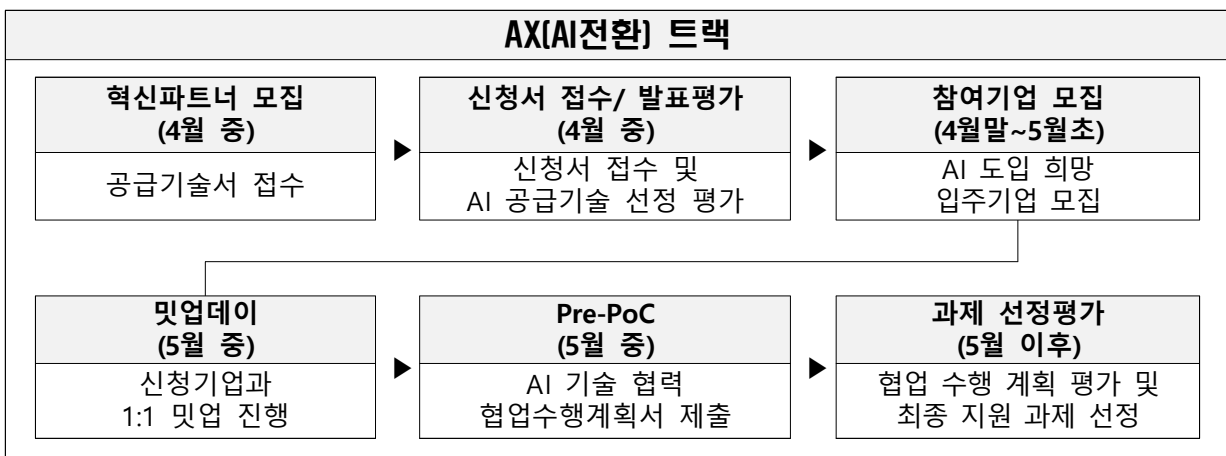 AX(AI전환) 트랙
혁신파트너 모집
(4월 중)
공급기술서 접수
▶
신청서 접수/ 발표평가
(4월 중)
신청서 접수 및
AI 공급기술 선정 평가
▶
참여기업 모집
(4월말~5월초)
AI 도입 희망
입주기업 모집
밋업데이
(5월 중)
신청기업과
1:1 밋업 진행
▶
Pre-PoC
(5월 중)
AI 기술 협력
협업수행계획서 제출
▶
과제 선정평가
(5월 이후)
협업 수행 계획 평가 및
최종 지원 과제 선정